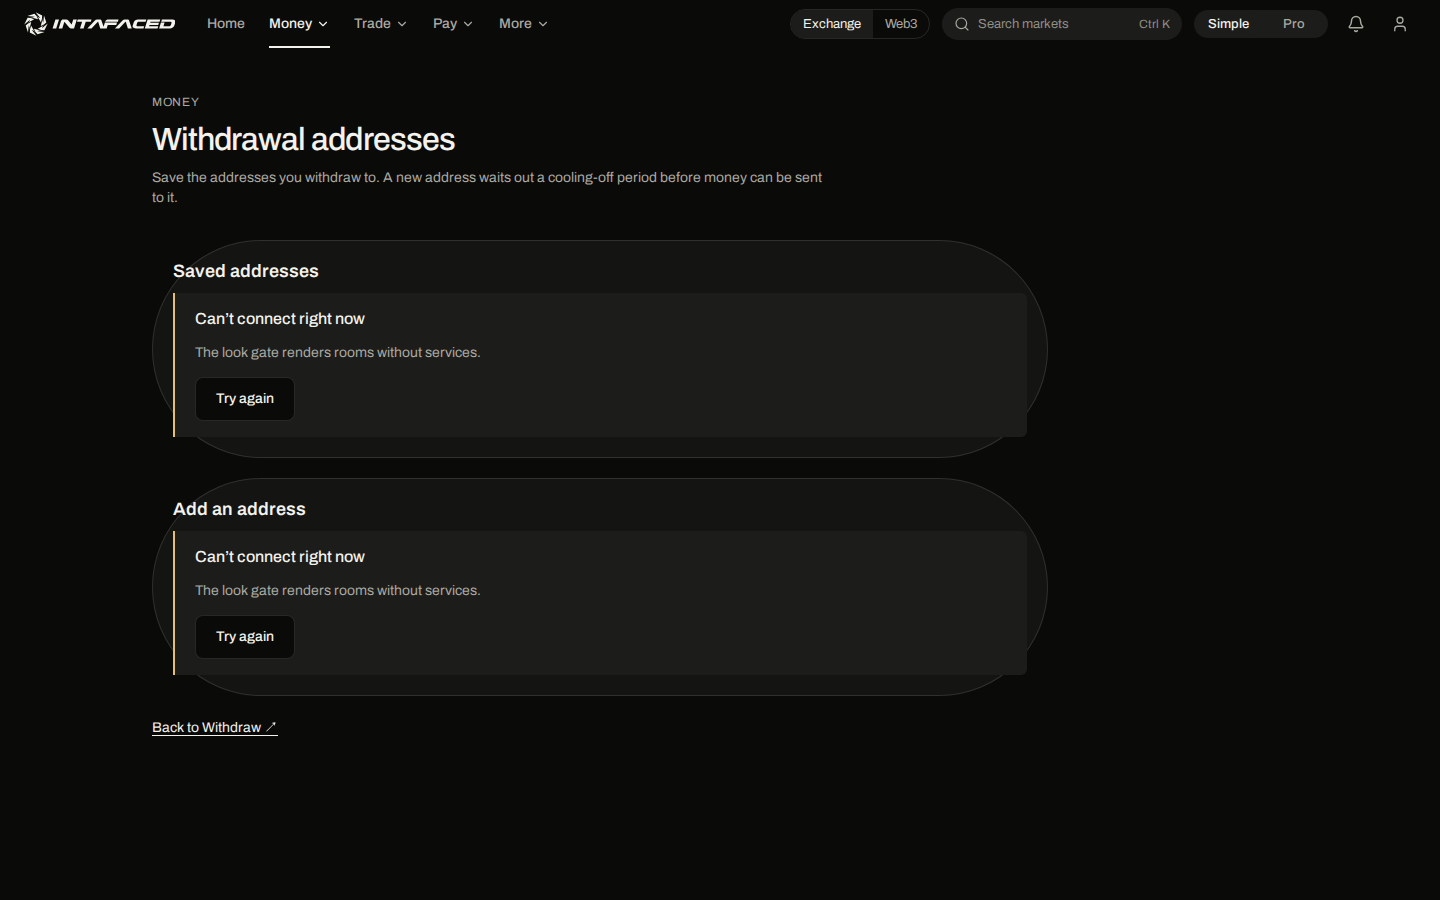 INTAFACED
Home
Money
Trade
Pay
More
Exchange
Web3
Search markets
Ctrl K
Simple
Pro
MONEY
Withdrawal addresses
Save the addresses you withdraw to. A new address waits out a cooling-off period before money can be sent
to it.
Saved addresses
Can’t connect right now
The look gate renders rooms without services.
Try again
Add an address
Can’t connect right now
The look gate renders rooms without services.
Try again
Back to Withdraw ↗